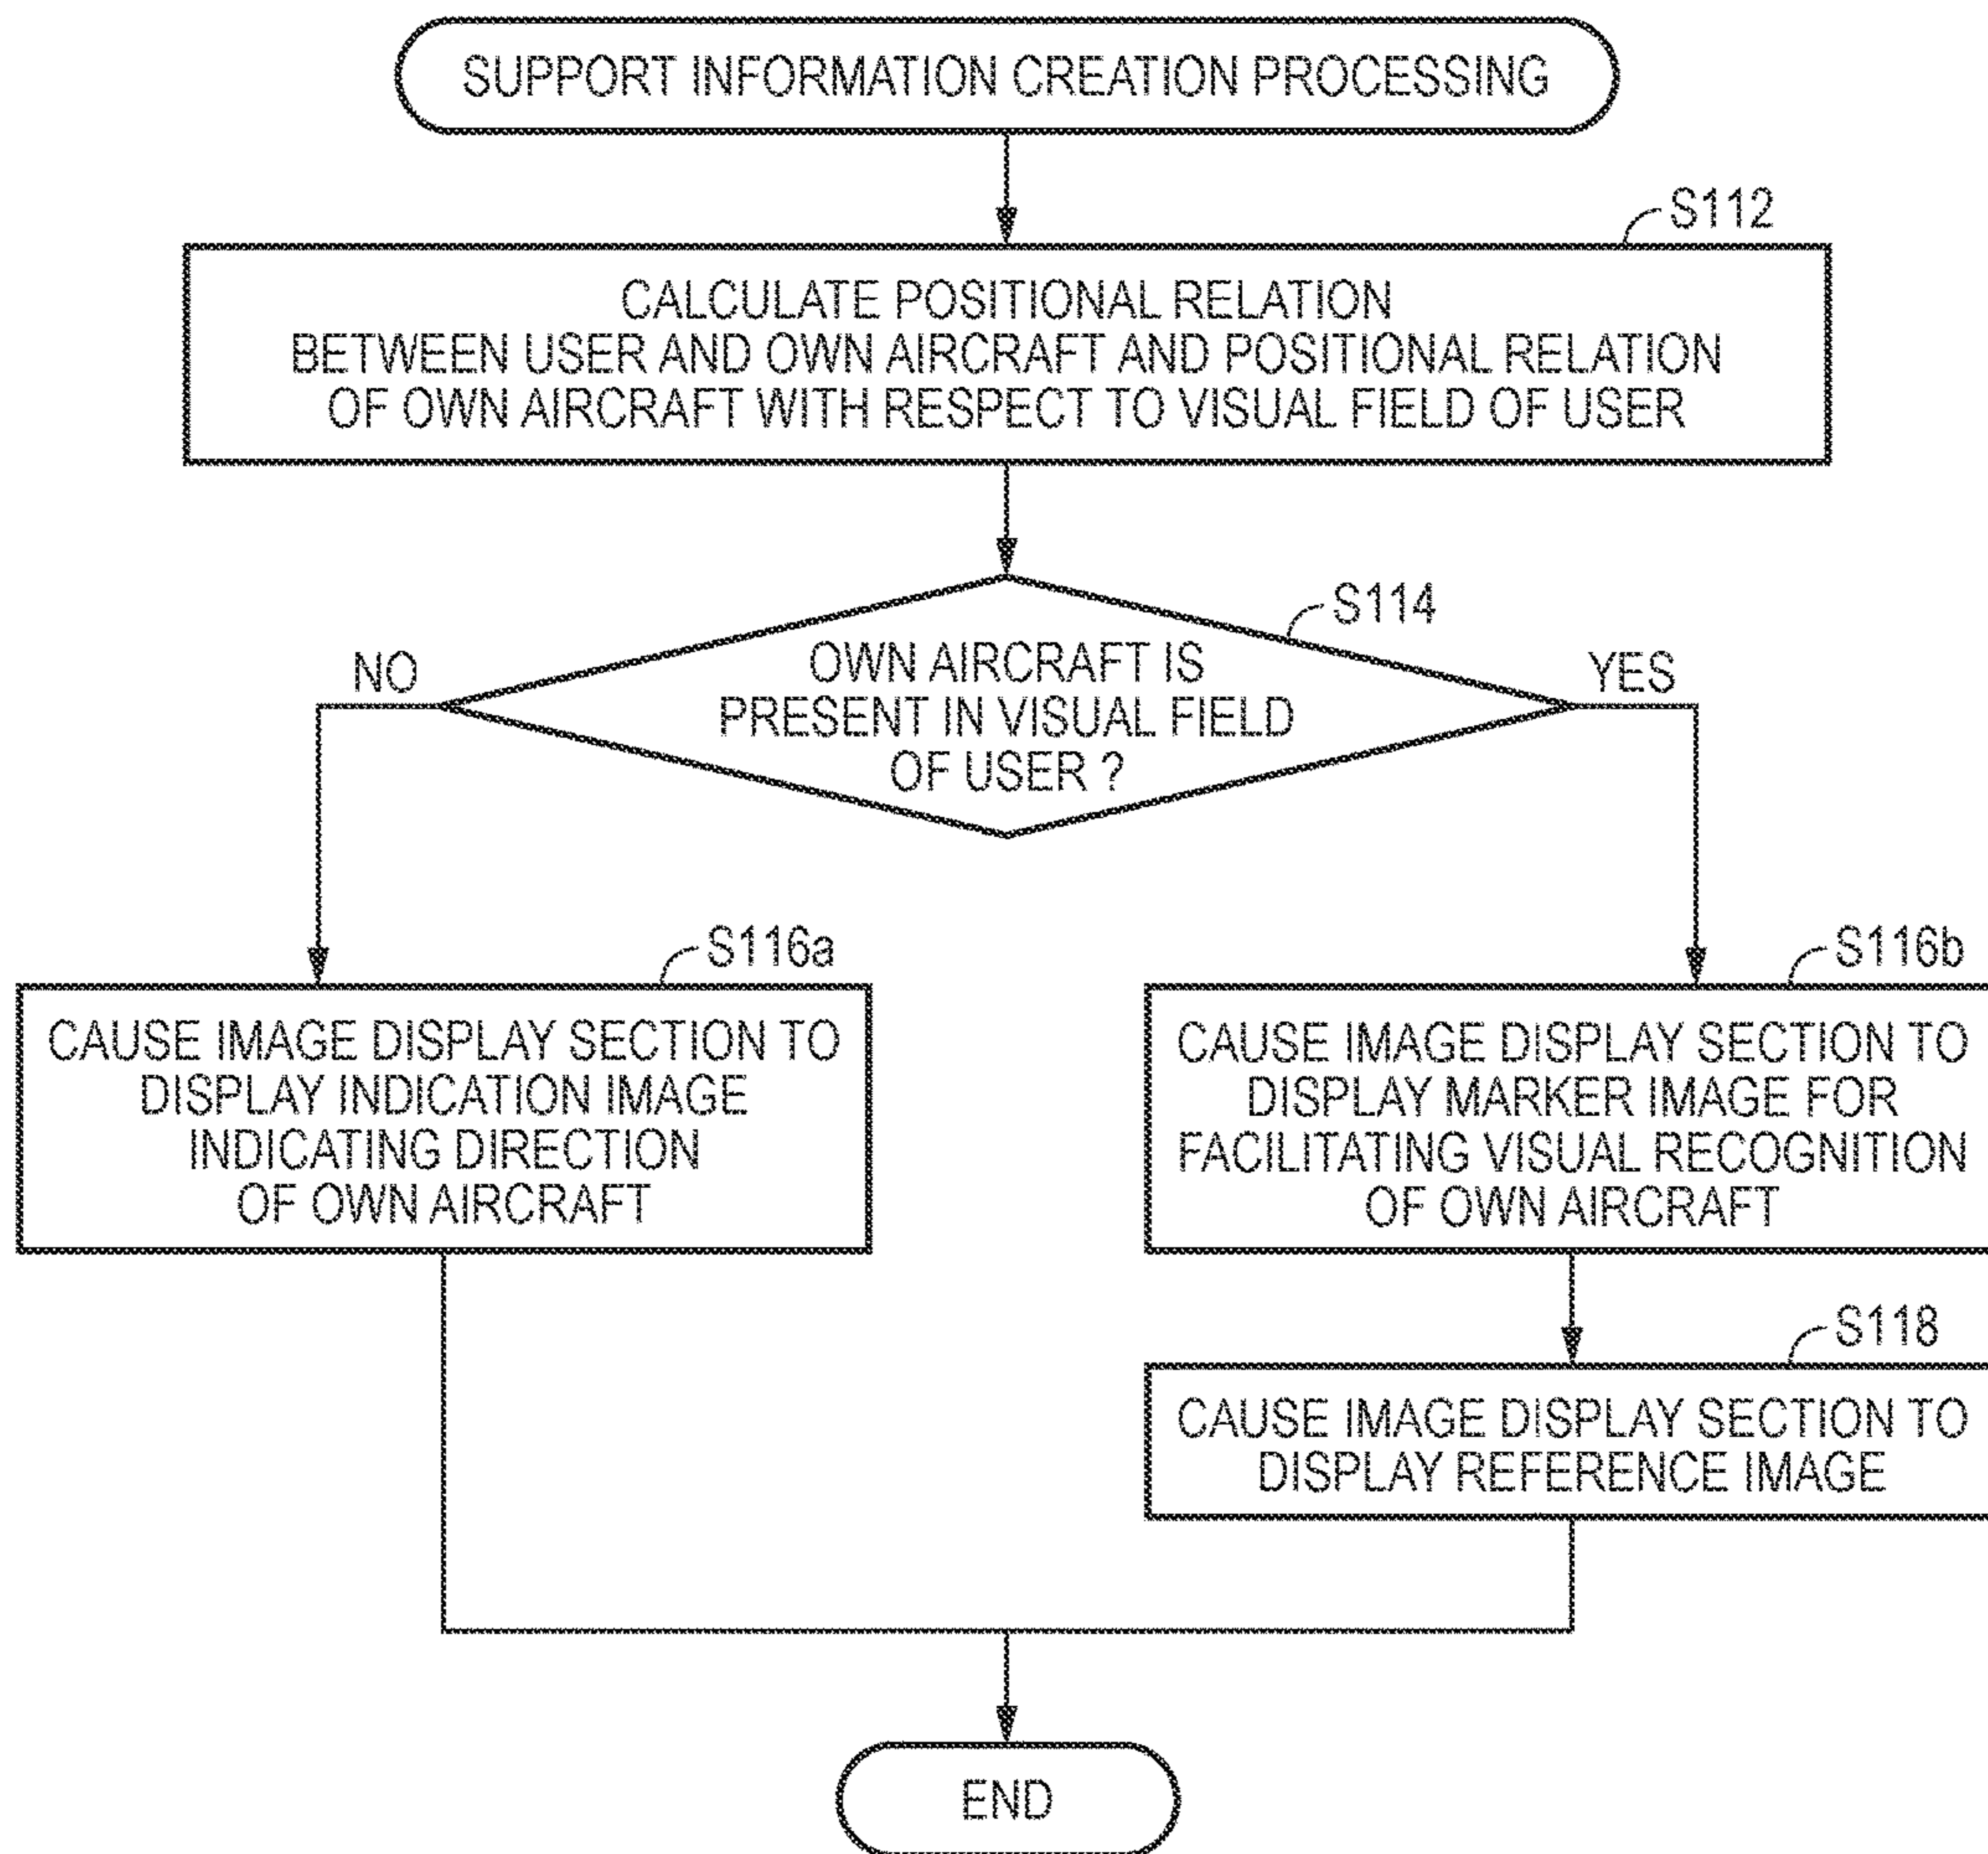 SUPPORT INFORMATION CREATION PROCESSING
S112
CALCULATE POSITIONAL RELATION
BETWEEN USER AND OWN AIRCRAFT AND POSITIONAL RELATION
OF OWN AIRCRAFT WITH RESPECT TO VISUAL FIELD OF USER
S114
OWN AIRCRAFT IS
PRESENT IN VISUAL FIELD
OF USER ?
NO
YES
S116a
CAUSE IMAGE DISPLAY SECTION TO
DISPLAY INDICATION IMAGE
INDICATING DIRECTION
OF OWN AIRCRAFT
S116b
CAUSE IMAGE DISPLAY SECTION TO
DISPLAY MARKER IMAGE FOR
FACILITATING VISUAL RECOGNITION
OF OWN AIRCRAFT
S118
CAUSE IMAGE DISPLAY SECTION TO
DISPLAY REFERENCE IMAGE
END